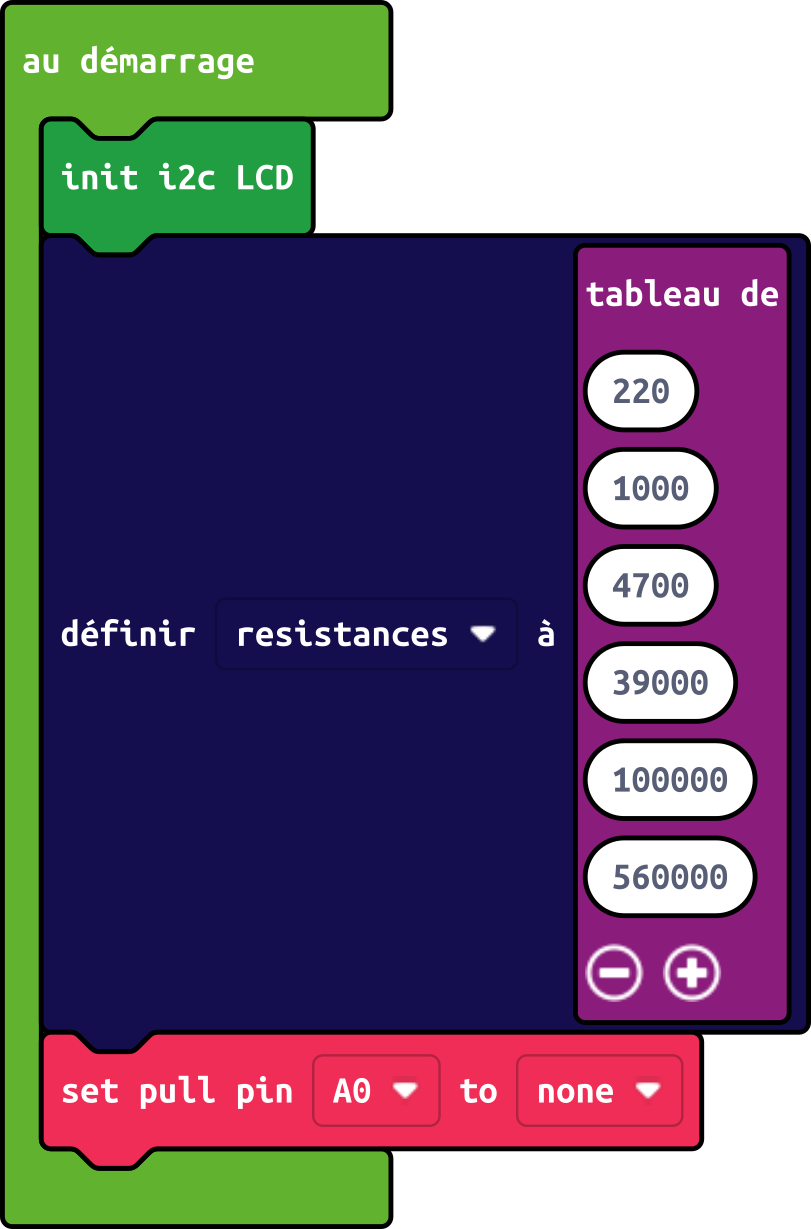 au démarrage
init i2c LCD
tableau de
220
1000
4700
définir resistances à
39000
100000
560000
set pull pin A0 to none